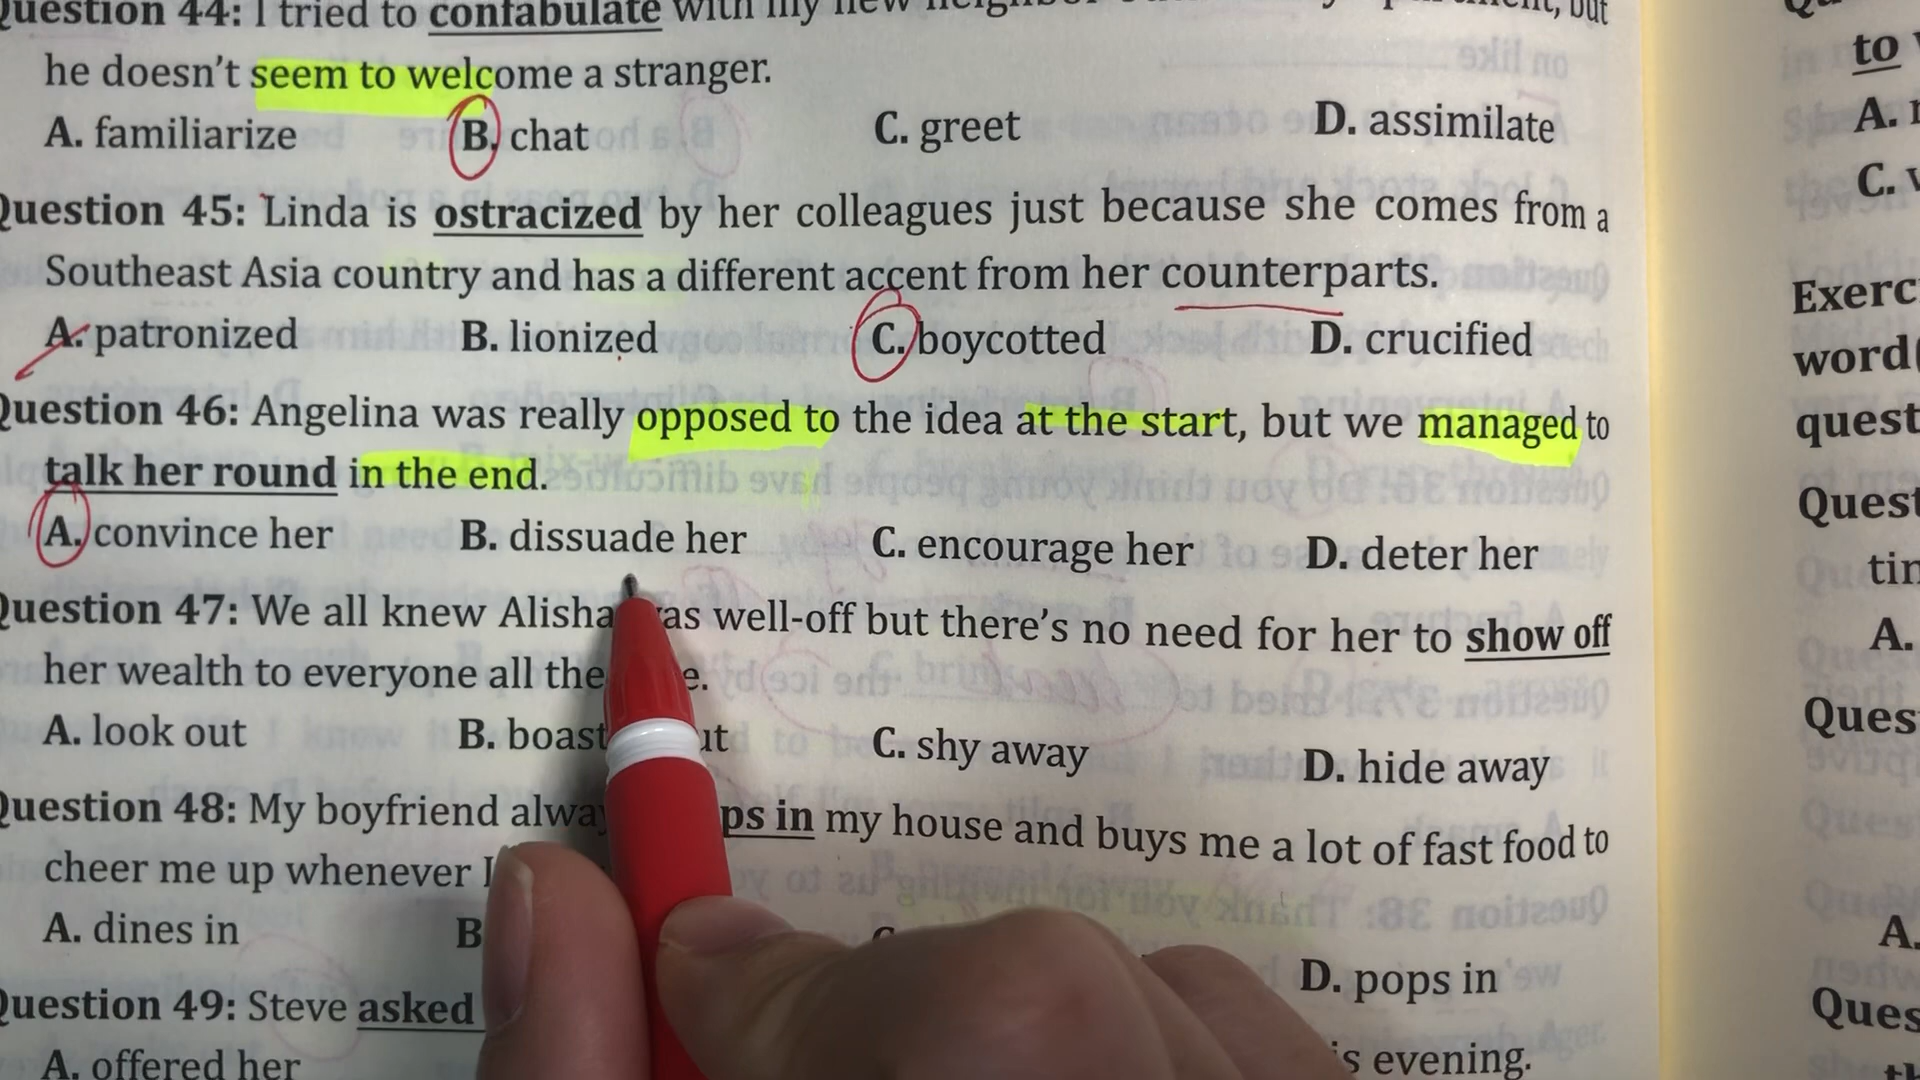 Question 44: I tried to confabulate with my new
he doesn't seem to welcome a stranger.
A. familiarize B. chat C. greet D. assimilate
Question 45: Linda is ostracized by her colleagues just because she comes from a
Southeast Asia country and has a different accent from her counterparts.
A. patronized B. lionized C. boycotted D. crucified
Question 46: Angelina was really opposed to the idea at the start, but we managed to
talk her round in the end.
A. convince her B. dissuade her C. encourage her D. deter her
Question 47: We all knew Alisha was well-off but there's no need for her to show off
her wealth to everyone all the
A. look out B. boast C. shy away D. hide away
Question 48: My boyfriend ps in my house and buys me a lot of fast food to
cheer me up whenever I
A. dines in B D. pops in
Question 49: Steve asked
is evening.
A. offered her
to
A.
C.
Exerc
word(
quest
Quest
tin
A.
Ques
A.
Ques